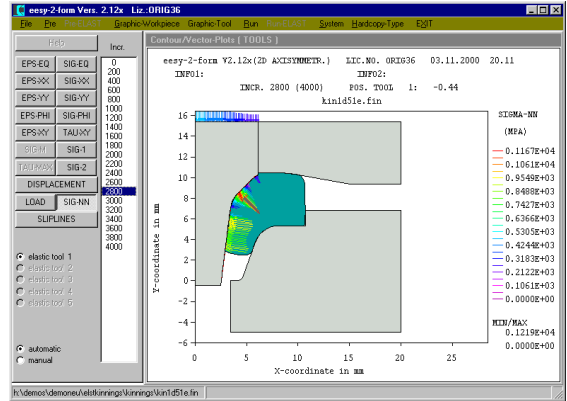 eesy-2-form Vers. 2.12x Liz.:ORIG36
File Pre Graphic-Workpiece Graphic-Tool Run System Hardcopy-Type EXIT
Help
Incr.
EPS-EQ SIG-EQ
EPS-XX SIG-XX
EPS-YY SIG-YY
EPS-PHI SIG-PHI
EPS-XY TAU-XY
SIG-M SIG-1
TAU-MAX SIG-2
DISPLACEMENT
LOAD SIG-NN
SLIPLINES
0
200
400
600
800
1000
1200
1400
1600
1800
2000
2200
2400
2600
2800
3000
3200
3400
3600
3800
4000
elastic tool 1
elastic tool 2
elastic tool 3
elastic tool 4
elastic tool 5
automatic
manual
Contour/Vector-Plots [ TOOLS ]
eesy-2-form V2.12x(2D AXISYMMETR.) LIC.NO. ORIG36 03.11.2000 20.11
INFO1: INFO2:
INCR. 2800 (4000) POS. TOOL 1: -0.44
kin1d51e.fin
16
14
12
10
8
6
4
2
0
-2
-4
-6
Y-coordinate in mm
0 5 10 15 20 25
X-coordinate in mm
SIGMA-NN
(MPA)
0.1167E+04
0.1061E+04
0.9549E+03
0.8488E+03
0.7427E+03
0.6366E+03
0.5305E+03
0.4244E+03
0.3183E+03
0.2122E+03
0.1061E+03
0.0000E+00
MIN/MAX
0.1219E+04
0.0000E+00
h:\demos\demoneu\elstkinnings\kinnings\kin1d51e.fin